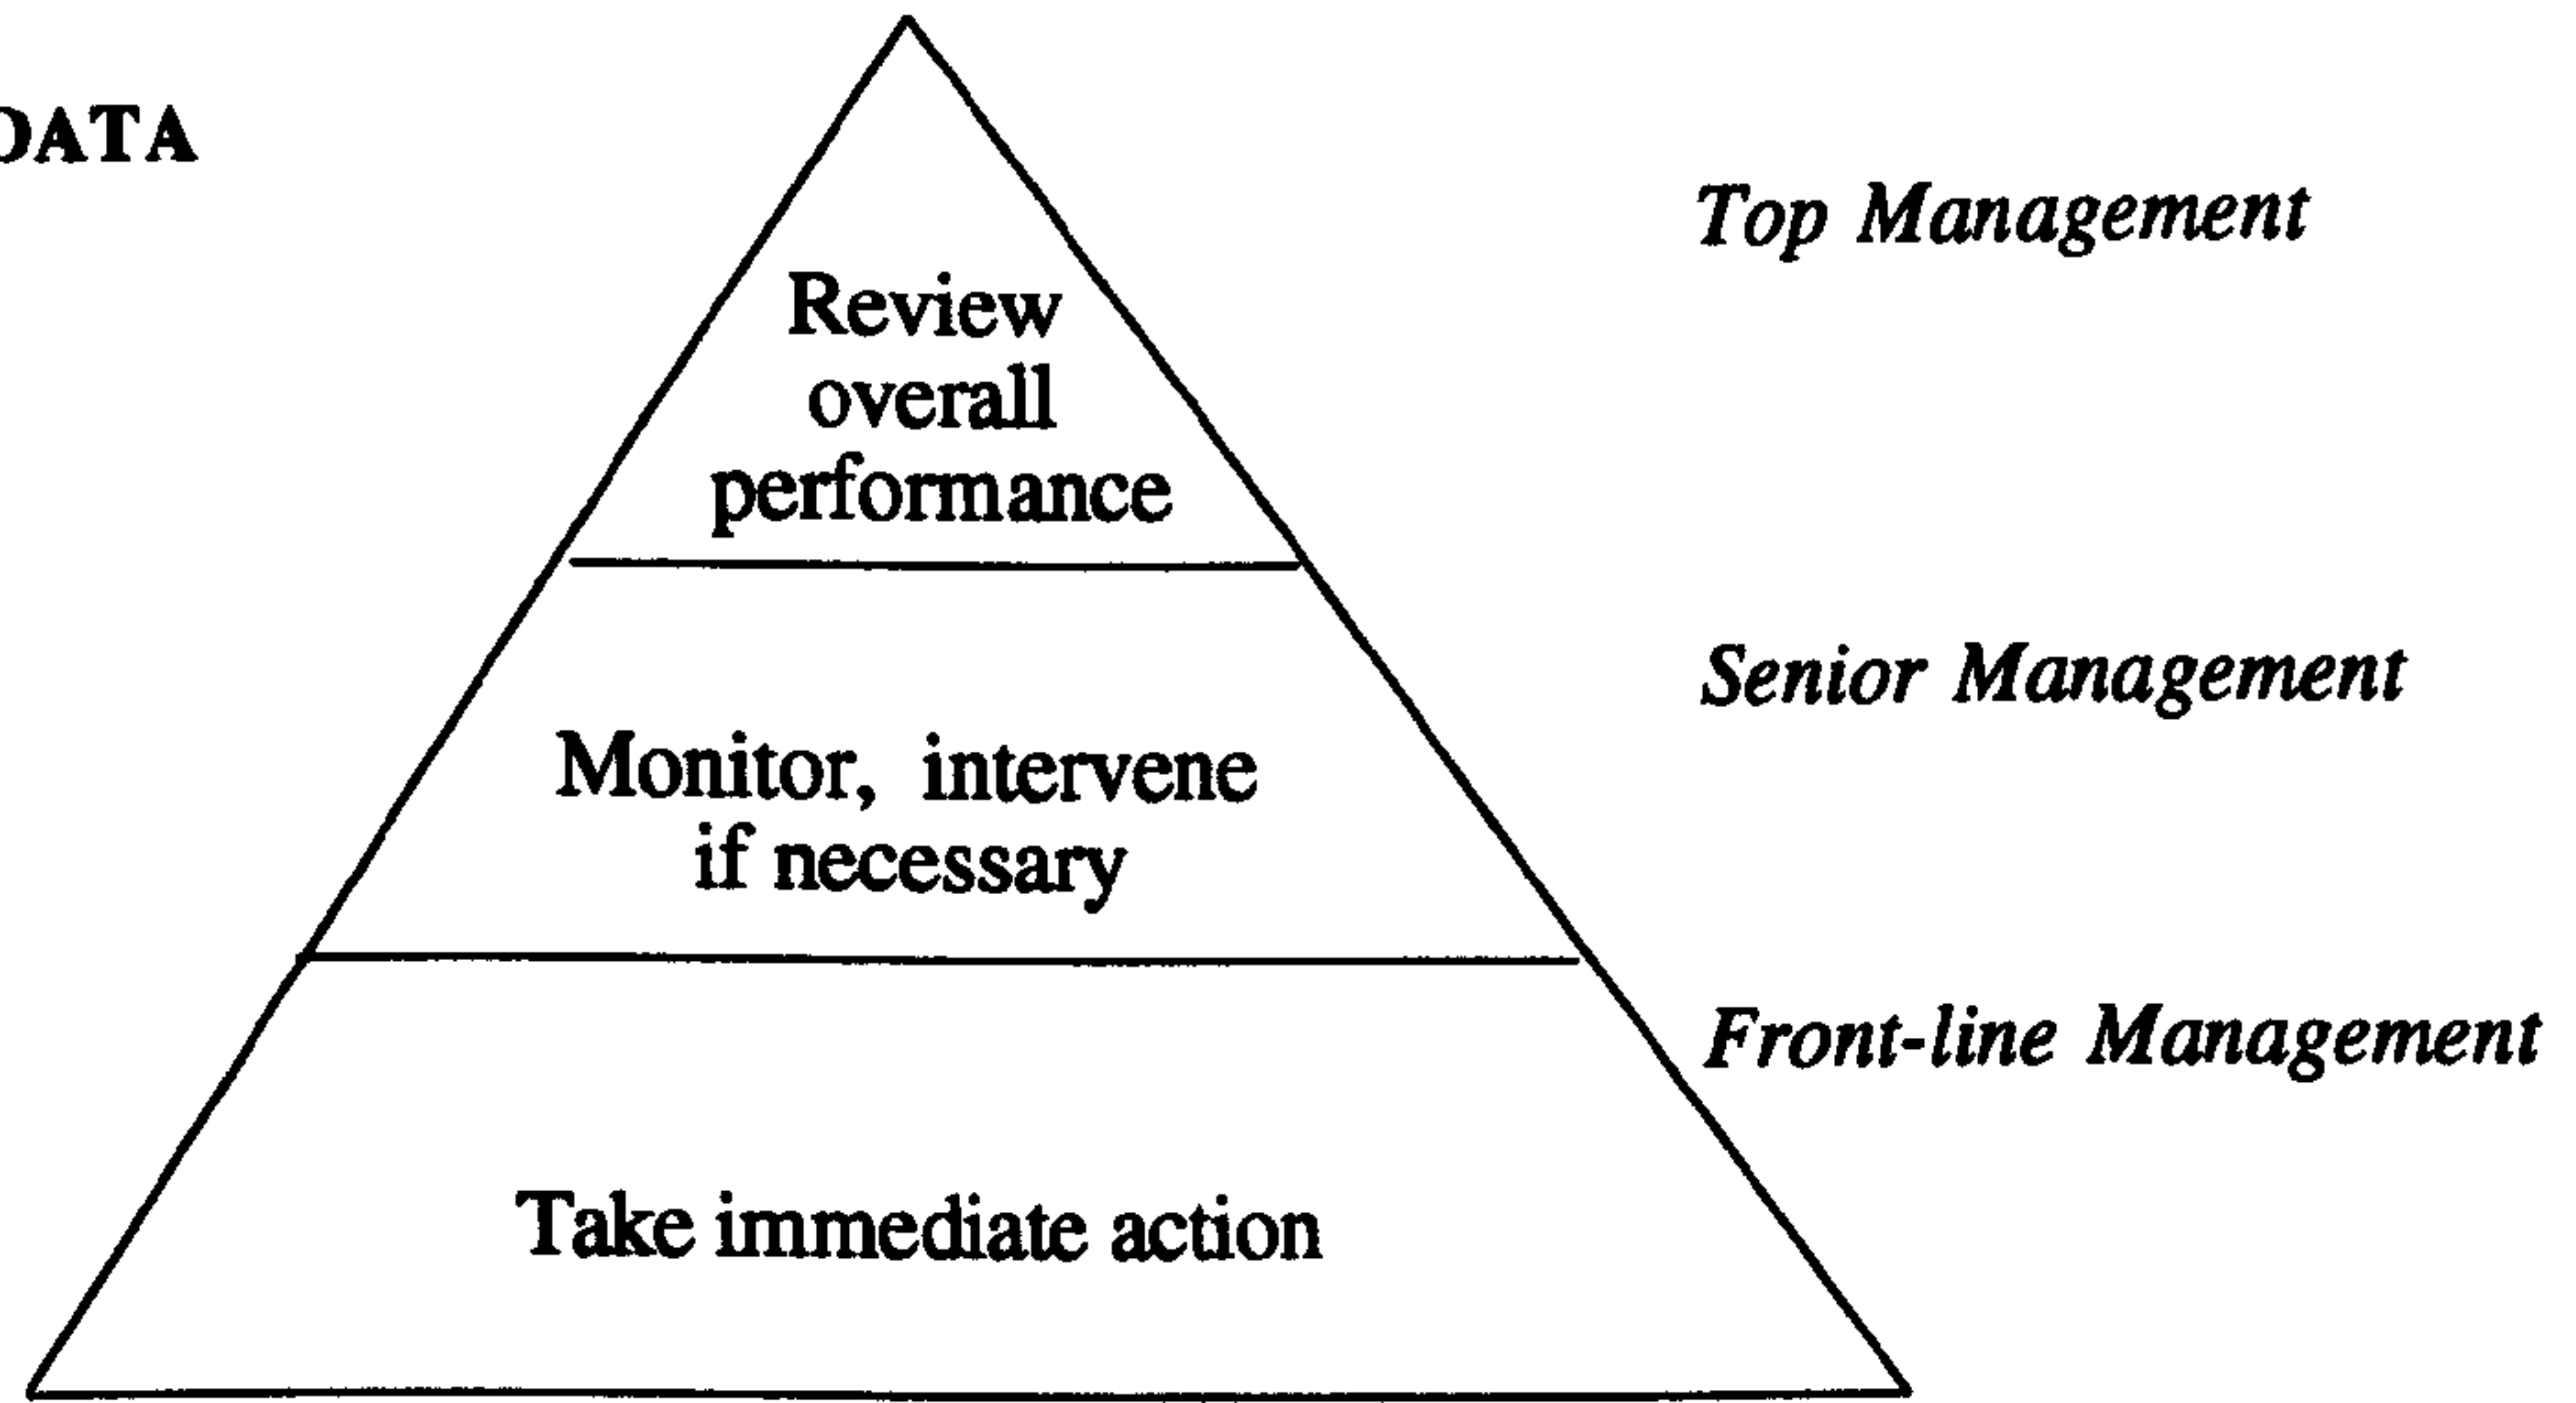 DATA
Top Management
Review
overall
performance
Senior Management
Monitor, intervene
if necessary
Front-line Management
Take immediate action